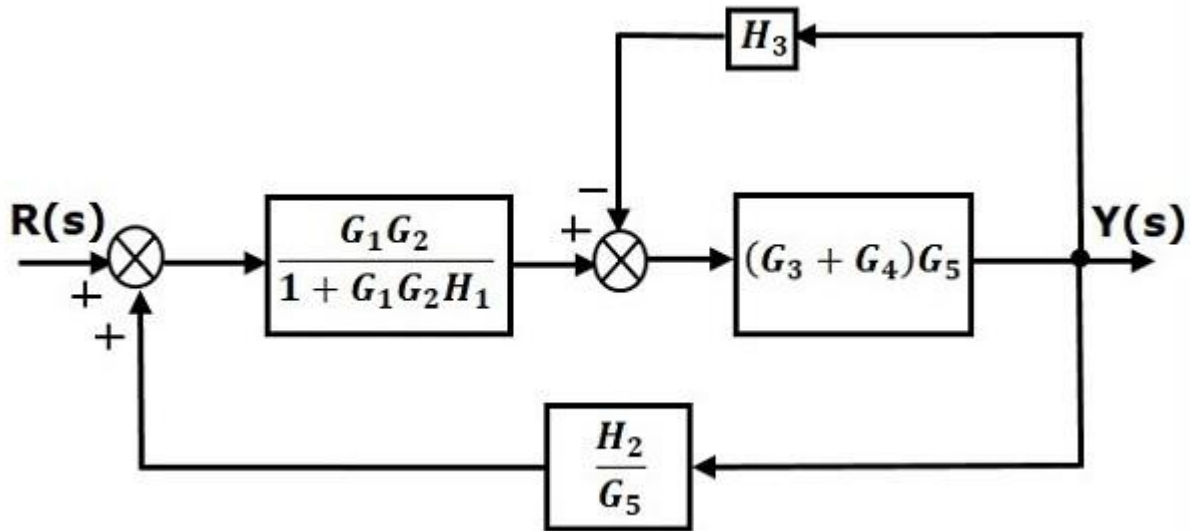 H₃
−
R(s)
+
+
G₁G₂
1 + G₁G₂H₁
+
(G₃ + G₄)G₅
Y(s)
H₂
G₅